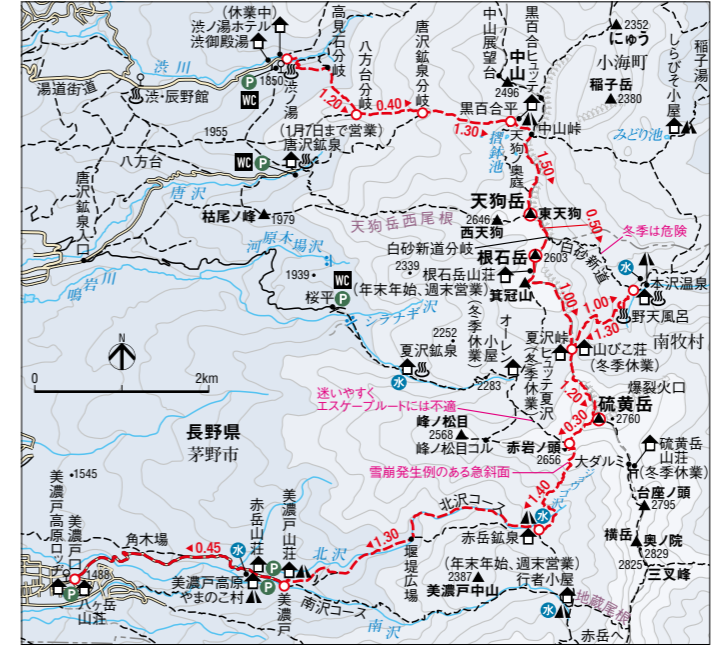 (休業中)
渋ノ湯ホテル
渋御殿湯
渋川
湯道街道
渋・辰野館
P
WC
1850
渋ノ湯
高見石分岐
八方台分岐
唐沢鉱泉分岐
1.20
0.40
1.30
中山展望台
中山
2496
黒百合ヒュッテ
黒百合平
中山峠
擂鉢池
天狗ノ奥庭
2352
にゅう
小海町
稲子岳
2380
しらびそ小屋
稲子湯へ
みどり池
1955
八方台
(1月7日まで営業)
唐沢鉱泉
WC
P
唐沢
唐沢鉱泉入口
枯尾ノ峰
1979
1.50
天狗岳
東天狗
2646
西天狗
天狗岳西尾根
0.50
冬季は危険
白砂新道分岐
白砂新道
河原木場沢
鳴岩川
1939
2339
WC
桜平
P
根石岳
2603
根石岳山荘
(年末年始、週末営業)
箕冠山
水
本沢温泉
野天風呂
1.00
1.00
1.30
南牧村
シラナギ沢
2252
夏沢鉱泉
水
オーレン小屋
(冬季休業)
2283
夏沢峠
ヒュッテ夏沢
(冬季休業)
山びこ荘
(冬季休業)
N
0
2km
迷いやすく
エスケープルートには不適
爆裂火口
1.20
硫黄岳
2760
0.30
峰ノ松目
2568
峰ノ松目コル
赤岩ノ頭
2656
大ダルミ
硫黄岳山荘
(冬季休業)
雪崩発生例のある急斜面
長野県
茅野市
1545
台座ノ頭
2795
1.40
ジョウゴ沢
横岳
奥ノ院
2829
2825
三叉峰
美濃戸口
美濃戸高原ロッヂ
1488
P
八ヶ岳山荘
角木場
0.45
水
赤岳山荘
美濃戸山荘
P
P
美濃戸高原
やまのこ村
美濃戸
北沢
1.30
北沢コース
堰堤広場
水
赤岳鉱泉
(年末年始、週末営業)
行者小屋
2387
美濃戸中山
南沢コース
南沢
水
地蔵尾根
赤岳へ